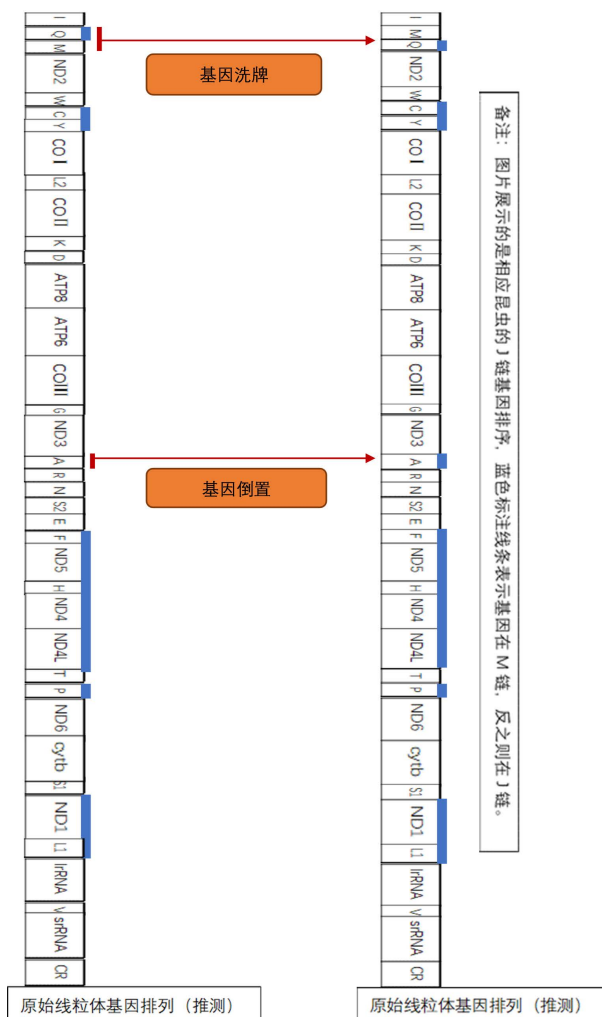 I
Q
M
ND2
W
C
Y
COⅠ
L2
COⅡ
K
D
ATP8
ATP6
COⅢ
G
ND3
A
R
N
S2
E
F
ND5
H
ND4
ND4L
T
P
ND6
cytb
S1
ND1
L1
lrRNA
V
srRNA
CR
原始线粒体基因排列（推测）
基因洗牌
基因倒置
I
M
Q
ND2
W
C
Y
COⅠ
L2
COⅡ
K
D
ATP8
ATP6
COⅢ
G
ND3
A
R
N
S2
E
F
ND5
H
ND4
ND4L
T
P
ND6
cytb
S1
ND1
L1
lrRNA
V
srRNA
CR
原始线粒体基因排列（推测）
备注：图片展示的是相应昆虫的J链基因排序，蓝色标注线条表示基因在M链，反之则在J链。